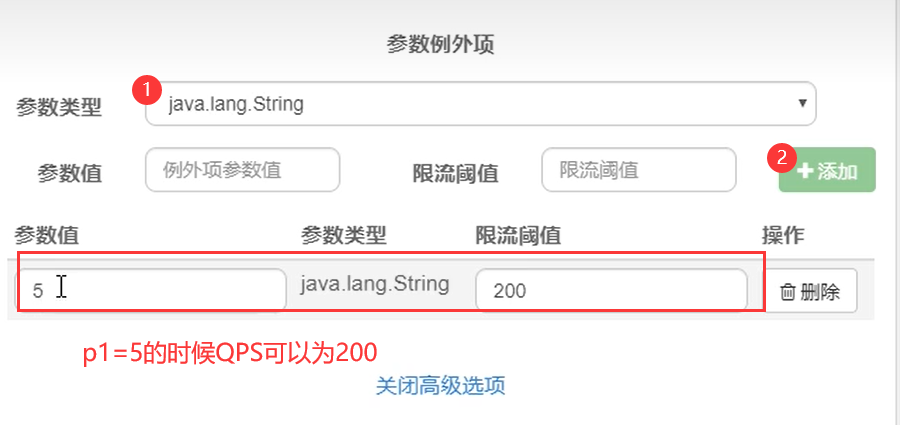 参数例外项
参数类型 1 java.lang.String
参数值 例外项参数值 限流阈值 限流阈值 2 添加
参数值 参数类型 限流阈值 操作
5 java.lang.String 200 删除
p1=5的时候QPS可以为200
关闭高级选项